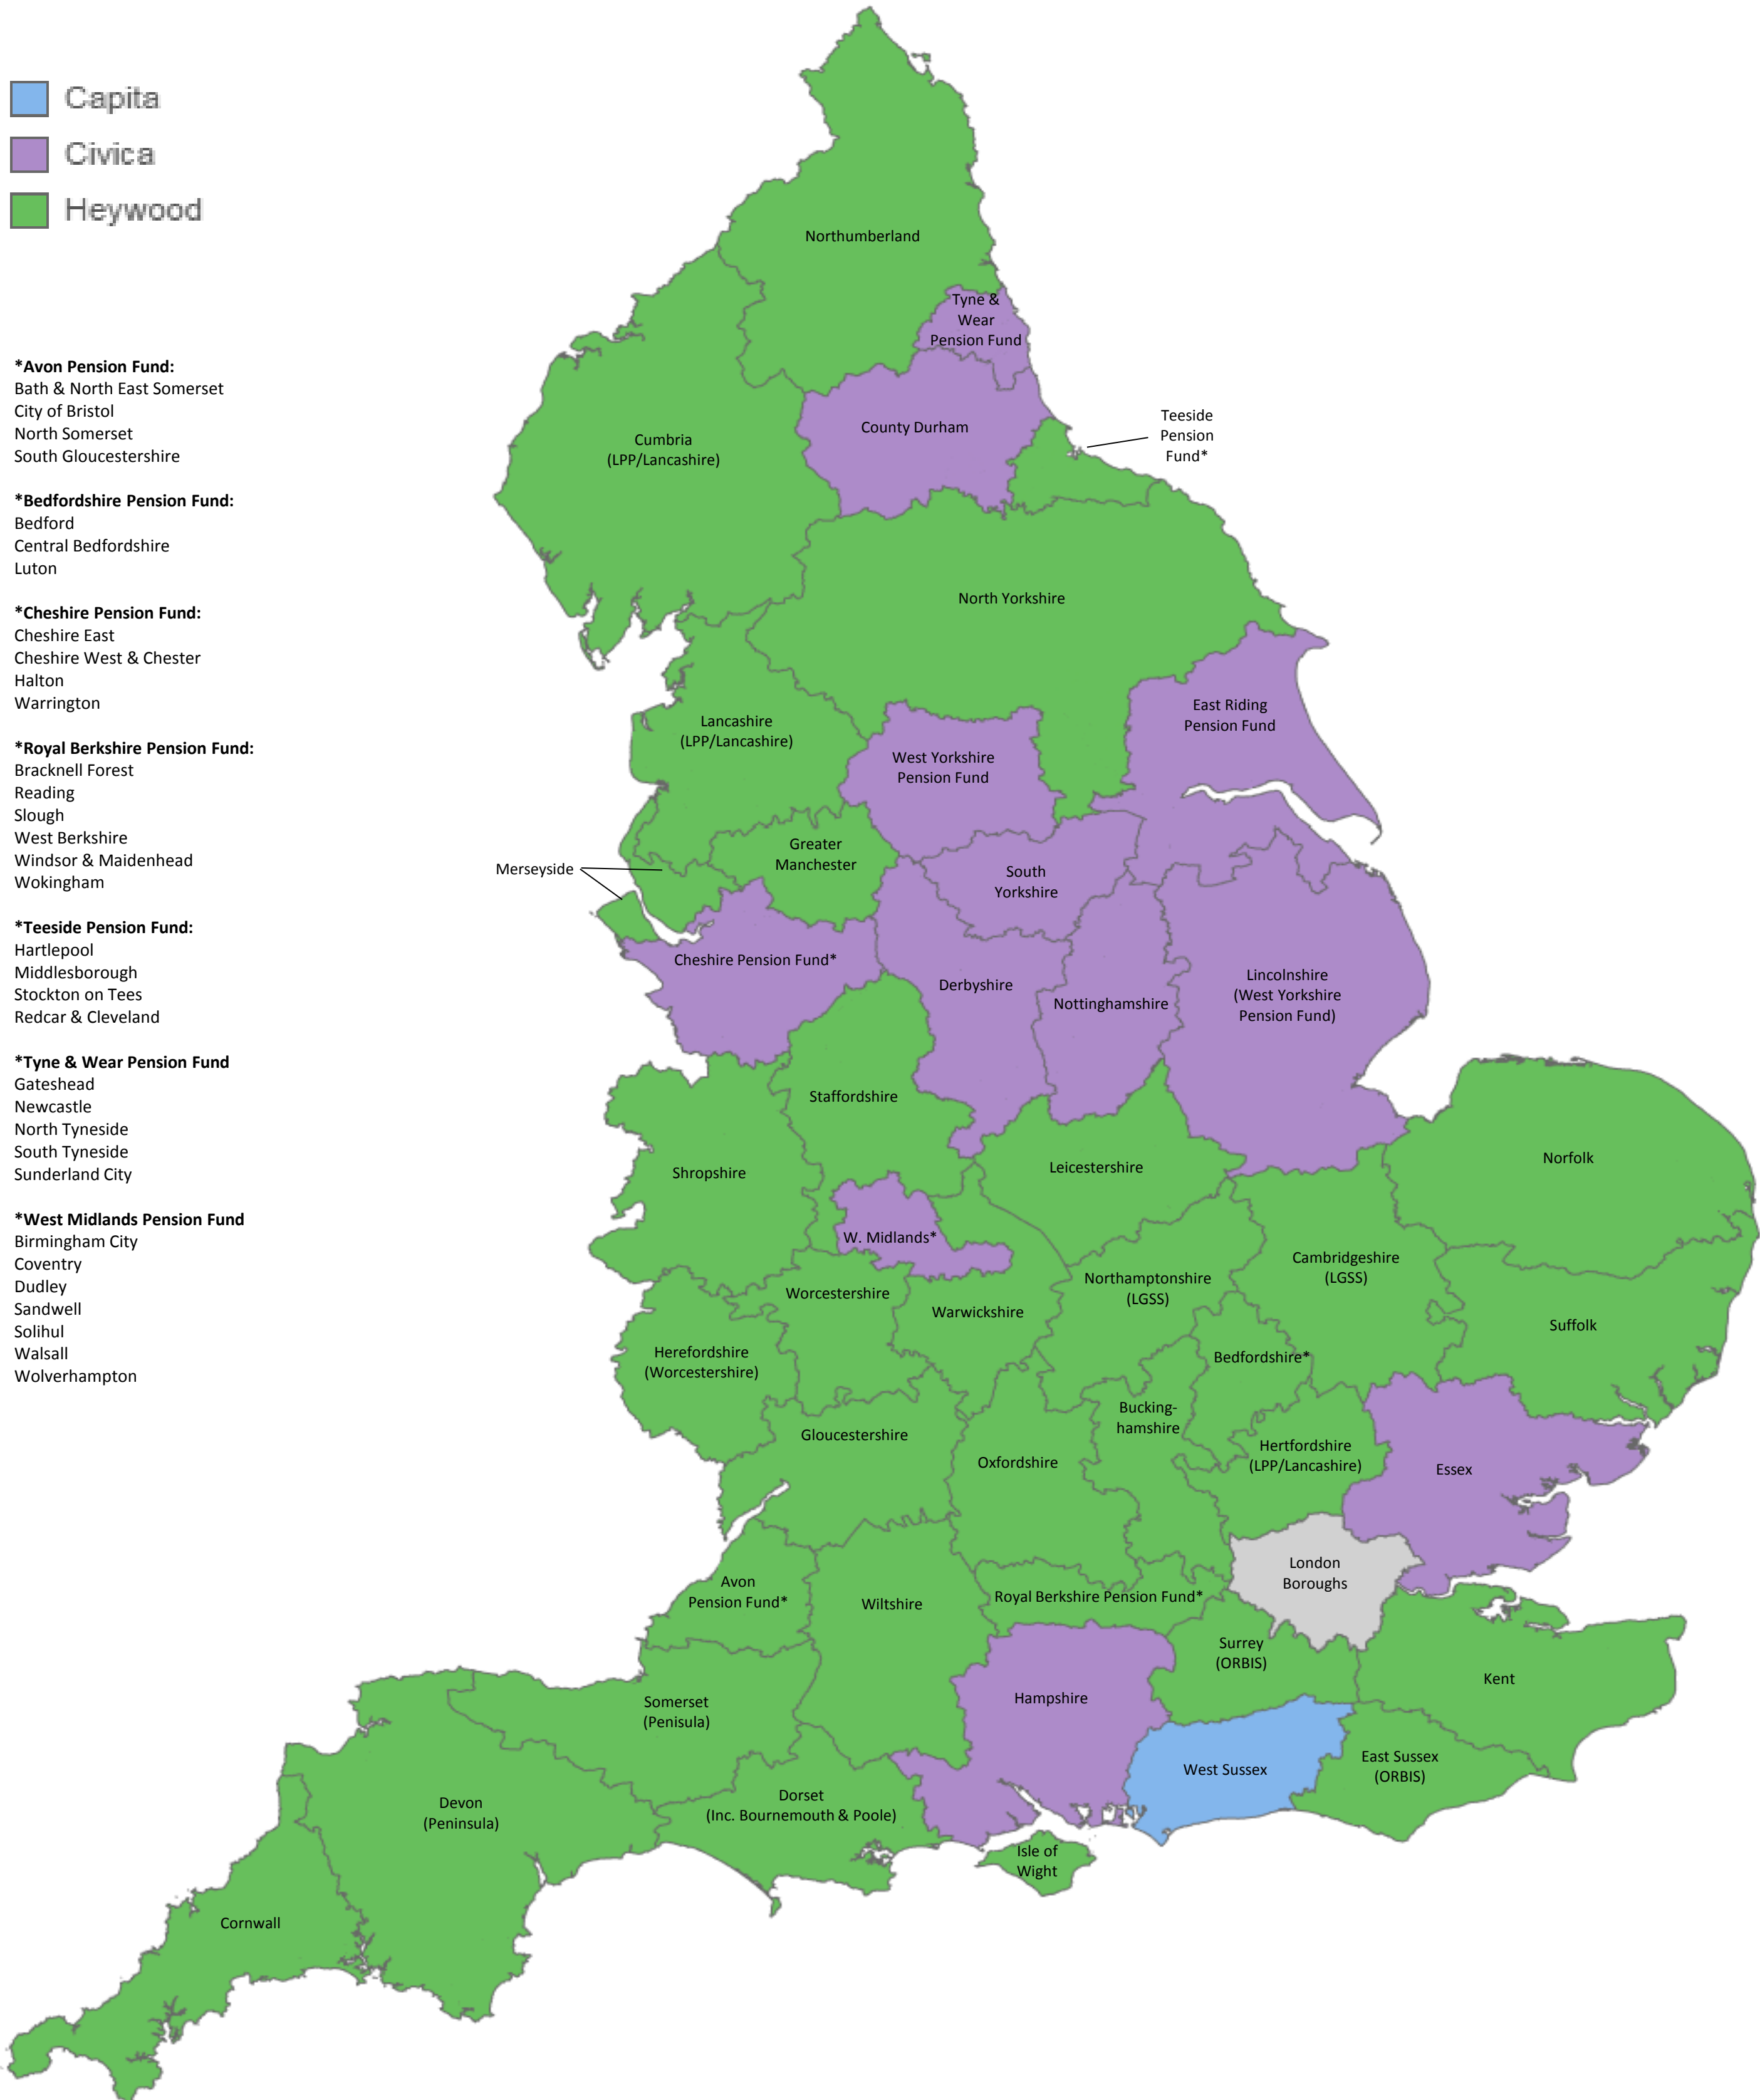 Capita
Civica
Heywood
*Avon Pension Fund:
Bath & North East Somerset
City of Bristol
North Somerset
South Gloucestershire
*Bedfordshire Pension Fund:
Bedford
Central Bedfordshire
Luton
*Cheshire Pension Fund:
Cheshire East
Cheshire West & Chester
Halton
Warrington
*Royal Berkshire Pension Fund:
Bracknell Forest
Reading
Slough
West Berkshire
Windsor & Maidenhead
Wokingham
*Teeside Pension Fund:
Hartlepool
Middlesborough
Stockton on Tees
Redcar & Cleveland
*Tyne & Wear Pension Fund
Gateshead
Newcastle
North Tyneside
South Tyneside
Sunderland City
*West Midlands Pension Fund
Birmingham City
Coventry
Dudley
Sandwell
Solihul
Walsall
Wolverhampton
Northumberland
Tyne &
Wear
Pension Fund
County Durham
Teeside
Pension
Fund*
Cumbria
(LPP/Lancashire)
North Yorkshire
East Riding
Pension Fund
Lancashire
(LPP/Lancashire)
West Yorkshire
Pension Fund
Greater
Manchester
Merseyside
South
Yorkshire
Cheshire Pension Fund*
Derbyshire
Nottinghamshire
Lincolnshire
(West Yorkshire
Pension Fund)
Staffordshire
Shropshire
Leicestershire
Norfolk
W. Midlands*
Cambridgeshire
(LGSS)
Northamptonshire
(LGSS)
Worcestershire
Warwickshire
Suffolk
Herefordshire
(Worcestershire)
Bedfordshire*
Bucking-
hamshire
Gloucestershire
Oxfordshire
Hertfordshire
(LPP/Lancashire)
Essex
London
Boroughs
Avon
Pension Fund*
Wiltshire
Royal Berkshire Pension Fund*
Surrey
(ORBIS)
Kent
Somerset
(Penisula)
Hampshire
West Sussex
East Sussex
(ORBIS)
Devon
(Peninsula)
Dorset
(Inc. Bournemouth & Poole)
Isle of
Wight
Cornwall